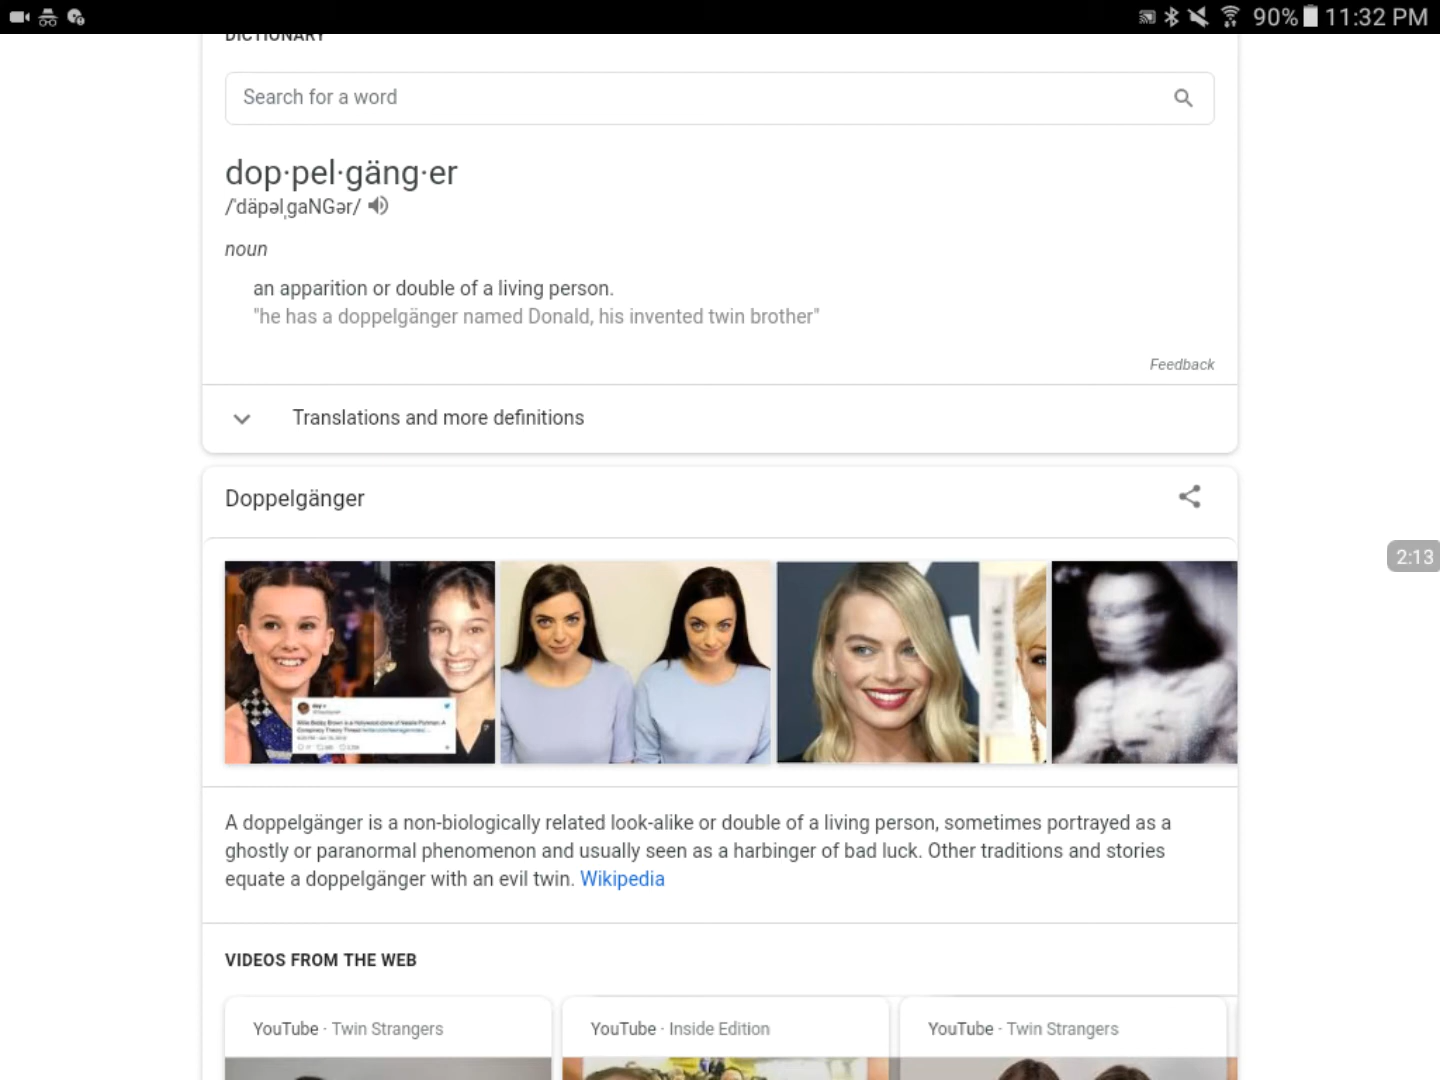 90% 11:32 PM
DICTIONARY
Search for a word
dop·pel·gäng·er
/ˈdäpəlˌgaNGər/
noun
an apparition or double of a living person.
"he has a doppelgänger named Donald, his invented twin brother"
Feedback
Translations and more definitions
Doppelgänger
2:13
A doppelgänger is a non-biologically related look-alike or double of a living person, sometimes portrayed as a
ghostly or paranormal phenomenon and usually seen as a harbinger of bad luck. Other traditions and stories
equate a doppelgänger with an evil twin. Wikipedia
VIDEOS FROM THE WEB
YouTube · Twin Strangers
YouTube · Inside Edition
YouTube · Twin Strangers